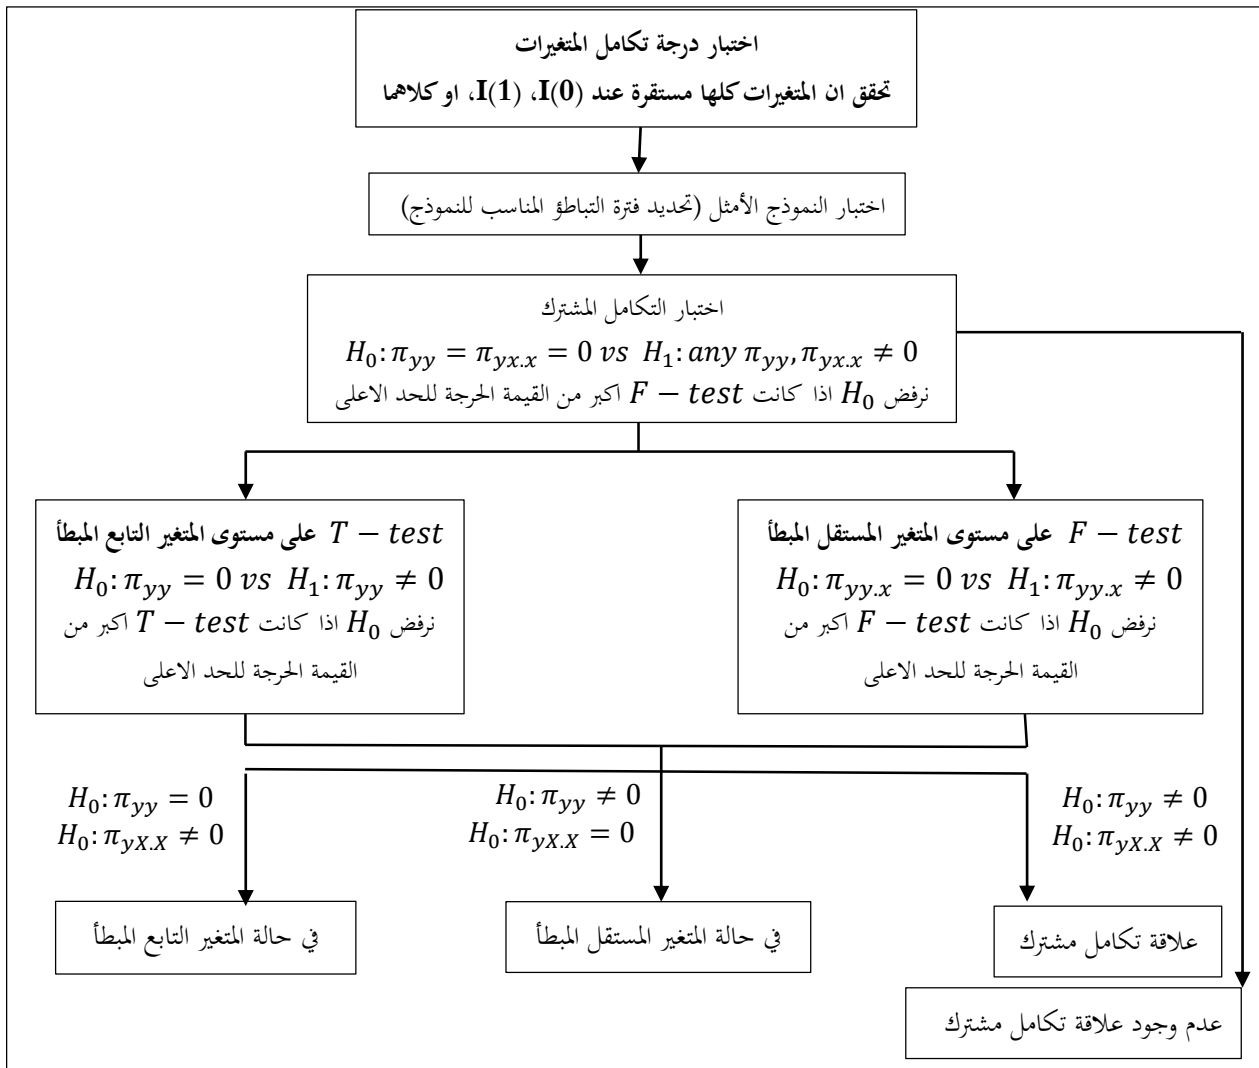 اختبار درجة تكامل المتغيرات
تحقق ان المتغيرات كلها مستقرة عند I(0)، I(1)، او كلاهما
اختبار النموذج الأمثل (تحديد فترة التباطؤ المناسب للنموذج)
اختبار التكامل المشترك
H₀: π_yy = π_yx.x = 0 vs H₁: any π_yy, π_yx.x ≠ 0
نرفض H₀ اذا كانت F − test اكبر من القيمة الحرجة للحد الاعلى
F − test على مستوى المتغير المستقل المبطأ
H₀: π_yy.x = 0 vs H₁: π_yy.x ≠ 0
نرفض H₀ اذا كانت F − test اكبر من
القيمة الحرجة للحد الاعلى
T − test على مستوى المتغير التابع المبطأ
H₀: π_yy = 0 vs H₁: π_yy ≠ 0
نرفض H₀ اذا كانت T − test اكبر من
القيمة الحرجة للحد الاعلى
H₀: π_yy ≠ 0
H₀: π_yX.X ≠ 0
H₀: π_yy ≠ 0
H₀: π_yX.X = 0
H₀: π_yy = 0
H₀: π_yX.X ≠ 0
علاقة تكامل مشترك
في حالة المتغير المستقل المبطأ
في حالة المتغير التابع المبطأ
عدم وجود علاقة تكامل مشترك